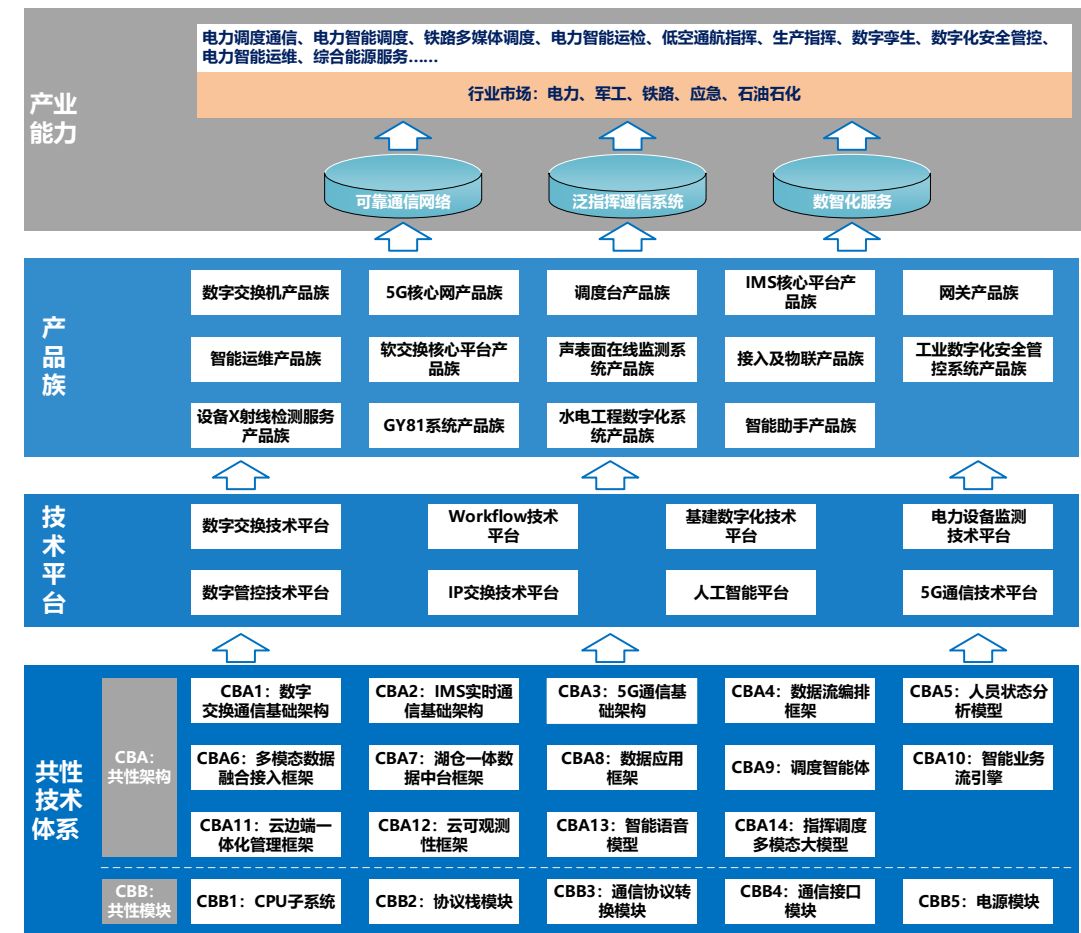 电力调度通信、电力智能调度、铁路多媒体调度、电力智能运检、低空通航指挥、生产指挥、数字孪生、数字化安全管控、
电力智能运维、综合能源服务……
行业市场：电力、军工、铁路、应急、石油石化
产业
能力
可靠通信网络
泛指挥通信系统
数智化服务
产
品
族
数字交换机产品族
5G核心网产品族
调度台产品族
IMS核心平台产
品族
网关产品族
智能运维产品族
软交换核心平台产
品族
声表面在线监测系
统产品族
接入及物联产品族
工业数字化安全管
控系统产品族
设备X射线检测服务
产品族
GY81系统产品族
水电工程数字化系
统产品族
智能助手产品族
技
术
平
台
数字交换技术平台
Workflow技术
平台
基建数字化技术
平台
电力设备监测
技术平台
数字管控技术平台
IP交换技术平台
人工智能平台
5G通信技术平台
共性
技术
体系
CBA：
共性架构
CBA1：数字
交换通信基础架构
CBA2：IMS实时通
信基础架构
CBA3：5G通信基
础架构
CBA4：数据流编排
框架
CBA5：人员状态分
析模型
CBA6：多模态数据
融合接入框架
CBA7：湖仓一体数
据中台框架
CBA8：数据应用
框架
CBA9：调度智能体
CBA10：智能业务
流引擎
CBA11：云边端一
体化管理框架
CBA12：云可观测
性框架
CBA13：智能语音
模型
CBA14：指挥调度
多模态大模型
CBB：
共性模块
CBB1：CPU子系统
CBB2：协议栈模块
CBB3：通信协议转
换模块
CBB4：通信接口
模块
CBB5：电源模块